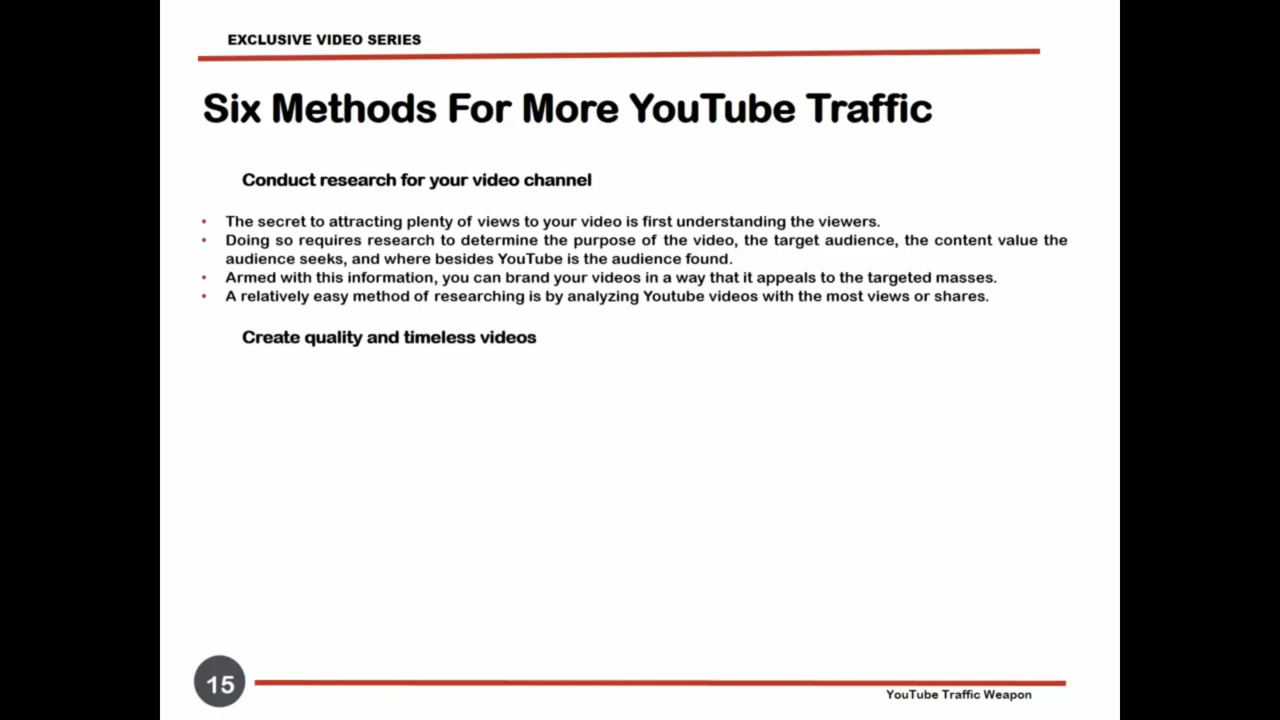 EXCLUSIVE VIDEO SERIES
Six Methods For More YouTube Traffic
Conduct research for your video channel
• The secret to attracting plenty of views to your video is first understanding the viewers.
• Doing so requires research to determine the purpose of the video, the target audience, the content value the
audience seeks, and where besides YouTube is the audience found.
• Armed with this information, you can brand your videos in a way that it appeals to the targeted masses.
• A relatively easy method of researching is by analyzing Youtube videos with the most views or shares.
Create quality and timeless videos
15
YouTube Traffic Weapon